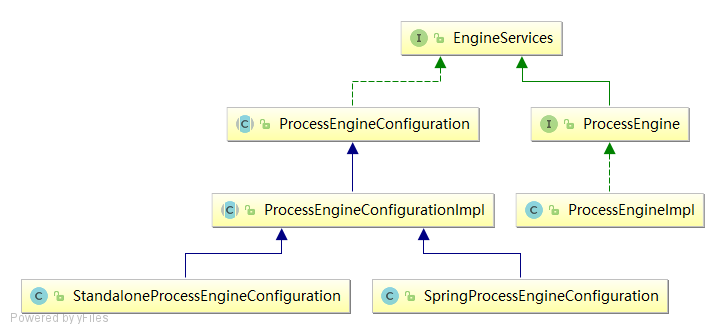 I EngineServices
C ProcessEngineConfiguration
I ProcessEngine
C ProcessEngineConfigurationImpl
C ProcessEngineImpl
C StandaloneProcessEngineConfiguration
C SpringProcessEngineConfiguration
Powered by yFiles